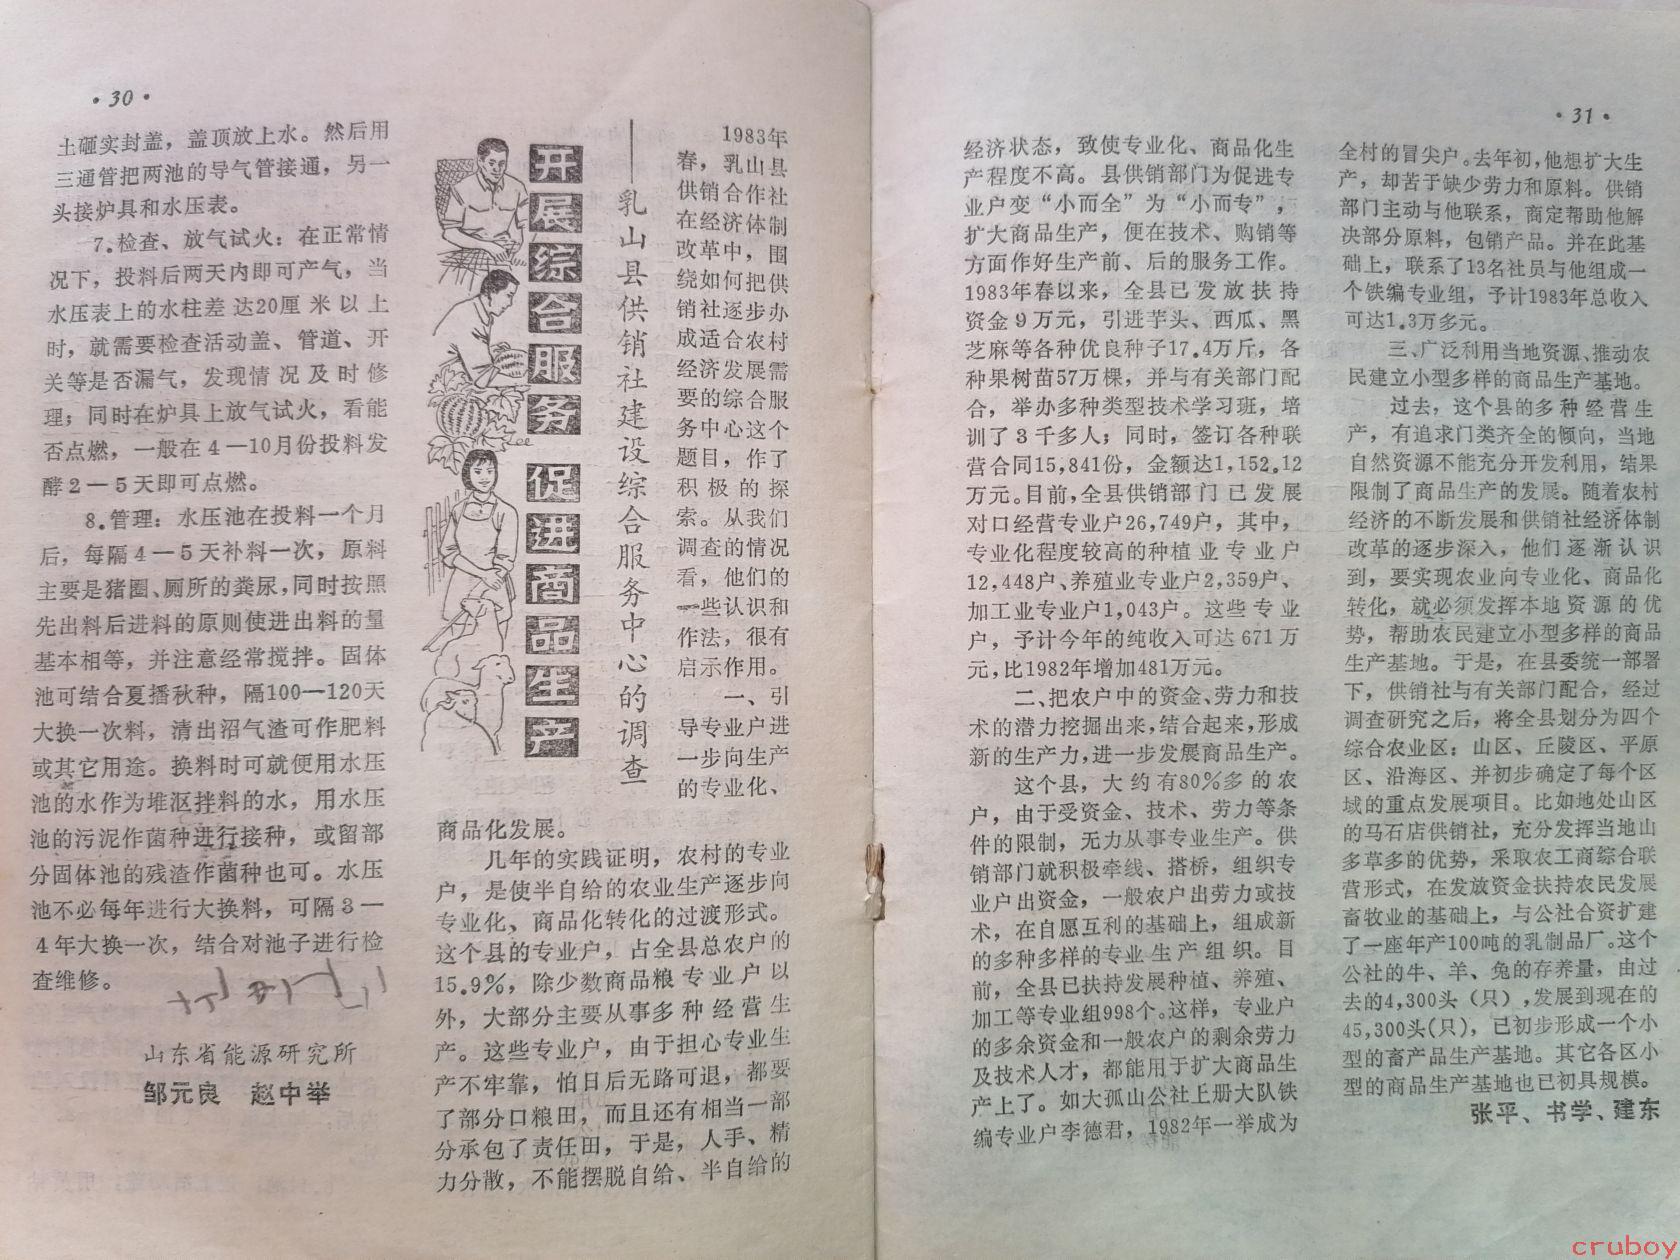 ·30·
土砸实封盖，盖顶放上水。然后用
三通管把两池的导气管接通，另一
头接炉具和水压表。
7.检查、放气试火：在正常情
况下，投料后两天内即可产气，当
水压表上的水柱差达20厘米以上
时，就需要检查活动盖、管道、开
关等是否漏气，发现情况及时修
理；同时在炉具上放气试火，看能
否点燃，一般在4—10月份投料发
酵2—5天即可点燃。
8.管理：水压池在投料一个月
后，每隔4—5天补料一次，原料
主要是猪圈、厕所的粪尿，同时按照
先出料后进料的原则使进出料的量
基本相等，并注意经常搅拌。固体
池可结合夏播秋种，隔100—120天
大换一次料，清出沼气渣可作肥料
或其它用途。换料时可就便用水压
池的水作为堆沤拌料的水，用水压
池的污泥作菌种进行接种，或留部
分固体池的残渣作菌种也可。水压
池不必每年进行大换料，可隔3—
4年大换一次，结合对池子进行检
查维修。
山东省能源研究所
邹元良 赵中举
开展综合服务 促进商品生产
——乳山县供销社建设综合服务中心的调查
1983年
春，乳山县
供销合作社
在经济体制
改革中，围
绕如何把供
销社逐步办
成适合农村
经济发展需
要的综合服
务中心这个
题目，作了
积极的探
索。从我们
调查的情况
看，他们的
一些认识和
作法，很有
启示作用。
一、引
导专业户进
一步向生产
的专业化、
商品化发展。
几年的实践证明，农村的专业
户，是使半自给的农业生产逐步向
专业化、商品化转化的过渡形式。
这个县的专业户，占全县总农户的
15.9%，除少数商品粮专业户以
外，大部分主要从事多种经营生
产。这些专业户，由于担心专业生
产不牢靠，怕日后无路可退，都要
了部分口粮田，而且还有相当一部
分承包了责任田，于是，人手、精
力分散，不能摆脱自给、半自给的
·31·
经济状态，致使专业化、商品化生
产程度不高。县供销部门为促进专
业户变“小而全”为“小而专”，
扩大商品生产，便在技术、购销等
方面作好生产前、后的服务工作。
1983年春以来，全县已发放扶持
资金9万元，引进芋头、西瓜、黑
芝麻等各种优良种子17.4万斤，各
种果树苗57万棵，并与有关部门配
合，举办多种类型技术学习班，培
训了3千多人；同时，签订各种联
营合同15,841份，金额达1,152.12
万元。目前，全县供销部门已发展
对口经营专业户26,749户，其中，
专业化程度较高的种植业专业户
12,448户、养殖业专业户2,359户、
加工业专业户1,043户。这些专业
户，予计今年的纯收入可达671万
元，比1982年增加481万元。
二、把农户中的资金、劳力和技
术的潜力挖掘出来，结合起来，形成
新的生产力，进一步发展商品生产。
这个县，大约有80%多的农
户，由于受资金、技术、劳力等条
件的限制，无力从事专业生产。供
销部门就积极牵线、搭桥，组织专
业户出资金，一般农户出劳力或技
术，在自愿互利的基础上，组成新
的多种多样的专业生产组织。目
前，全县已扶持发展种植、养殖、
加工等专业组998个。这样，专业户
的多余资金和一般农户的剩余劳力
及技术人才，都能用于扩大商品生
产上了。如大孤山公社上册大队铁
编专业户李德君，1982年一举成为
全村的冒尖户。去年初，他想扩大生
产，却苦于缺少劳力和原料。供销
部门主动与他联系，商定帮助他解
决部分原料，包销产品。并在此基
础上，联系了13名社员与他组成一
个铁编专业组，予计1983年总收入
可达1.3万多元。
三、广泛利用当地资源、推动农
民建立小型多样的商品生产基地。
过去，这个县的多种经营生
产，有追求门类齐全的倾向，当地
自然资源不能充分开发利用，结果
限制了商品生产的发展。随着农村
经济的不断发展和供销社经济体制
改革的逐步深入，他们逐渐认识
到，要实现农业向专业化、商品化
转化，就必须发挥本地资源的优
势，帮助农民建立小型多样的商品
生产基地。于是，在县委统一部署
下，供销社与有关部门配合，经过
调查研究之后，将全县划分为四个
综合农业区：山区、丘陵区、平原
区、沿海区、并初步确定了每个区
域的重点发展项目。比如地处山区
的马石店供销社，充分发挥当地山
多草多的优势，采取农工商综合联
营形式，在发放资金扶持农民发展
畜牧业的基础上，与公社合资扩建
了一座年产100吨的乳制品厂。这个
公社的牛、羊、兔的存养量，由过
去的4,300头（只），发展到现在的
45,300头（只），已初步形成一个小
型的畜产品生产基地。其它各区小
型的商品生产基地也已初具规模。
张平、书学、建东
cruboy